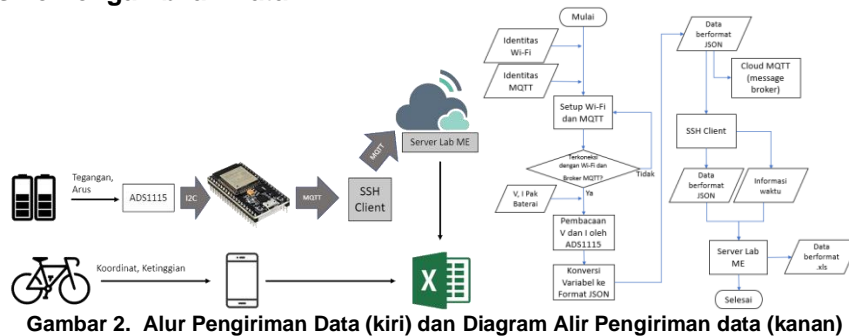 Tegangan,
Arus
ADS1115
I2C
MQTT
SSH
Client
MQTT
Server Lab ME
Koordinat, Ketinggian
X
Mulai
Identitas
Wi-Fi
Identitas
MQTT
Setup Wi-Fi
dan MQTT
Terkoneksi
dengan Wi-Fi dan
Broker MQTT?
Tidak
Ya
V, I Pak
Baterai
Pembacaan
V dan I oleh
ADS1115
Konversi
Variabel ke
Format JSON
Data
berformat
JSON
Cloud MQTT
(message
broker)
SSH Client
Data
berformat
JSON
Informasi
waktu
Server Lab
ME
Data
berformat
.xls
Selesai
Gambar 2. Alur Pengiriman Data (kiri) dan Diagram Alir Pengiriman data (kanan)